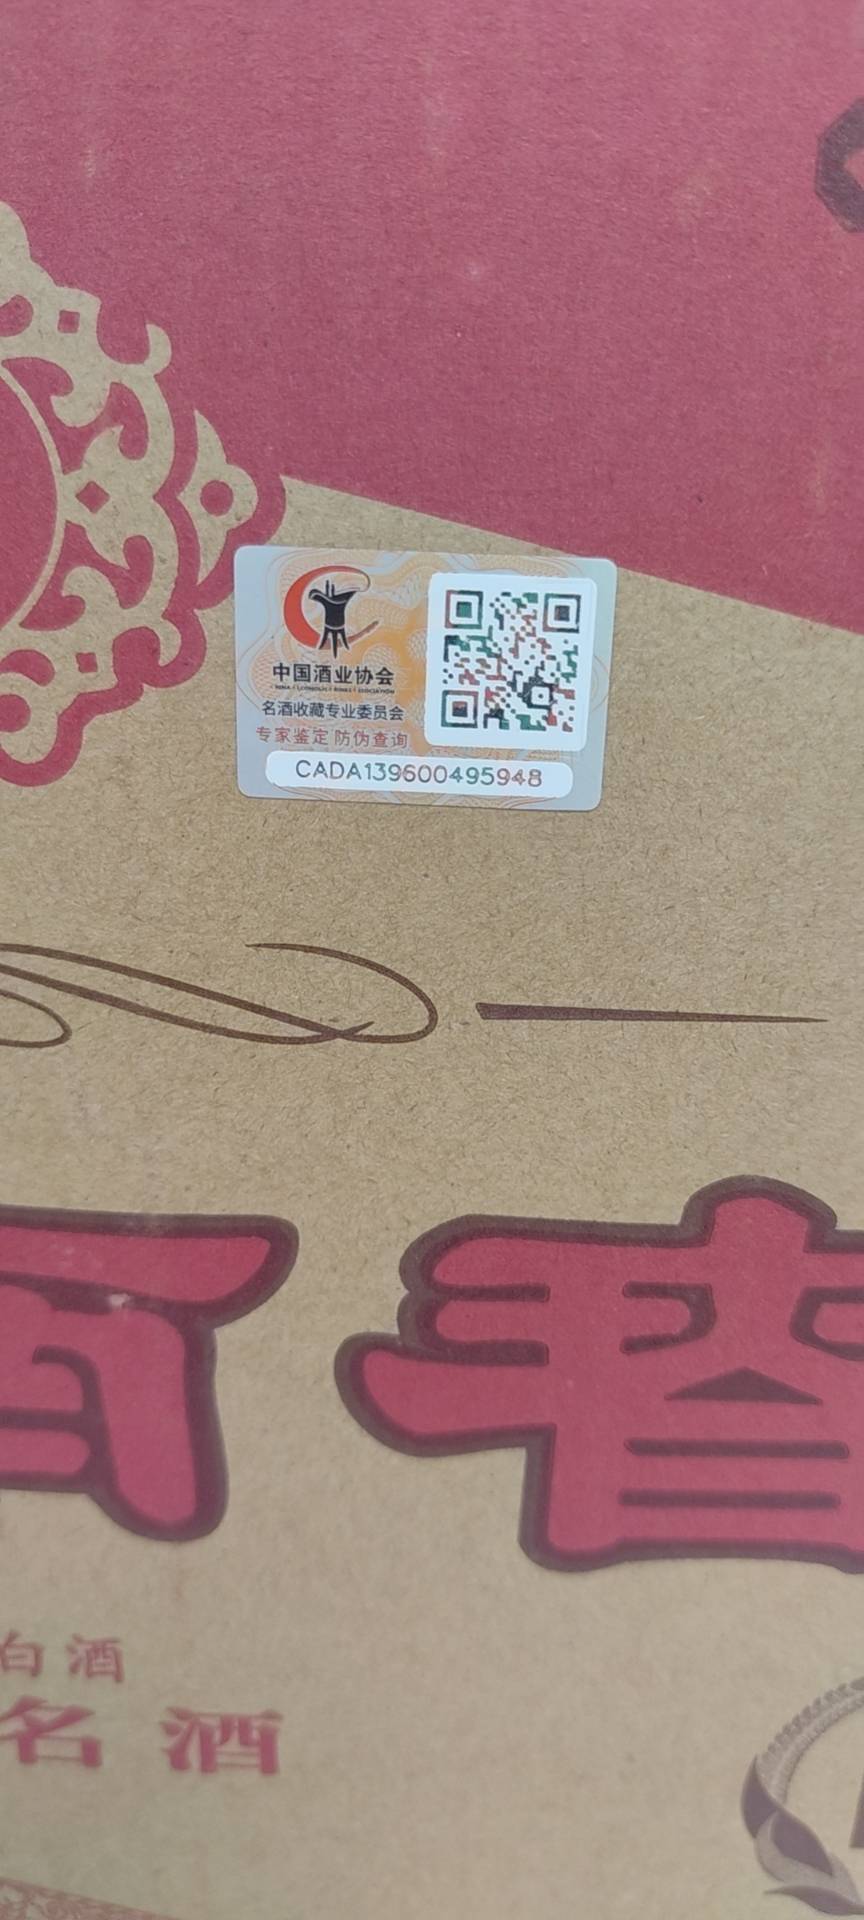 中国酒业协会
名酒收藏专业委员会
专家鉴定 防伪查询
CADA139600495948
白酒
名酒